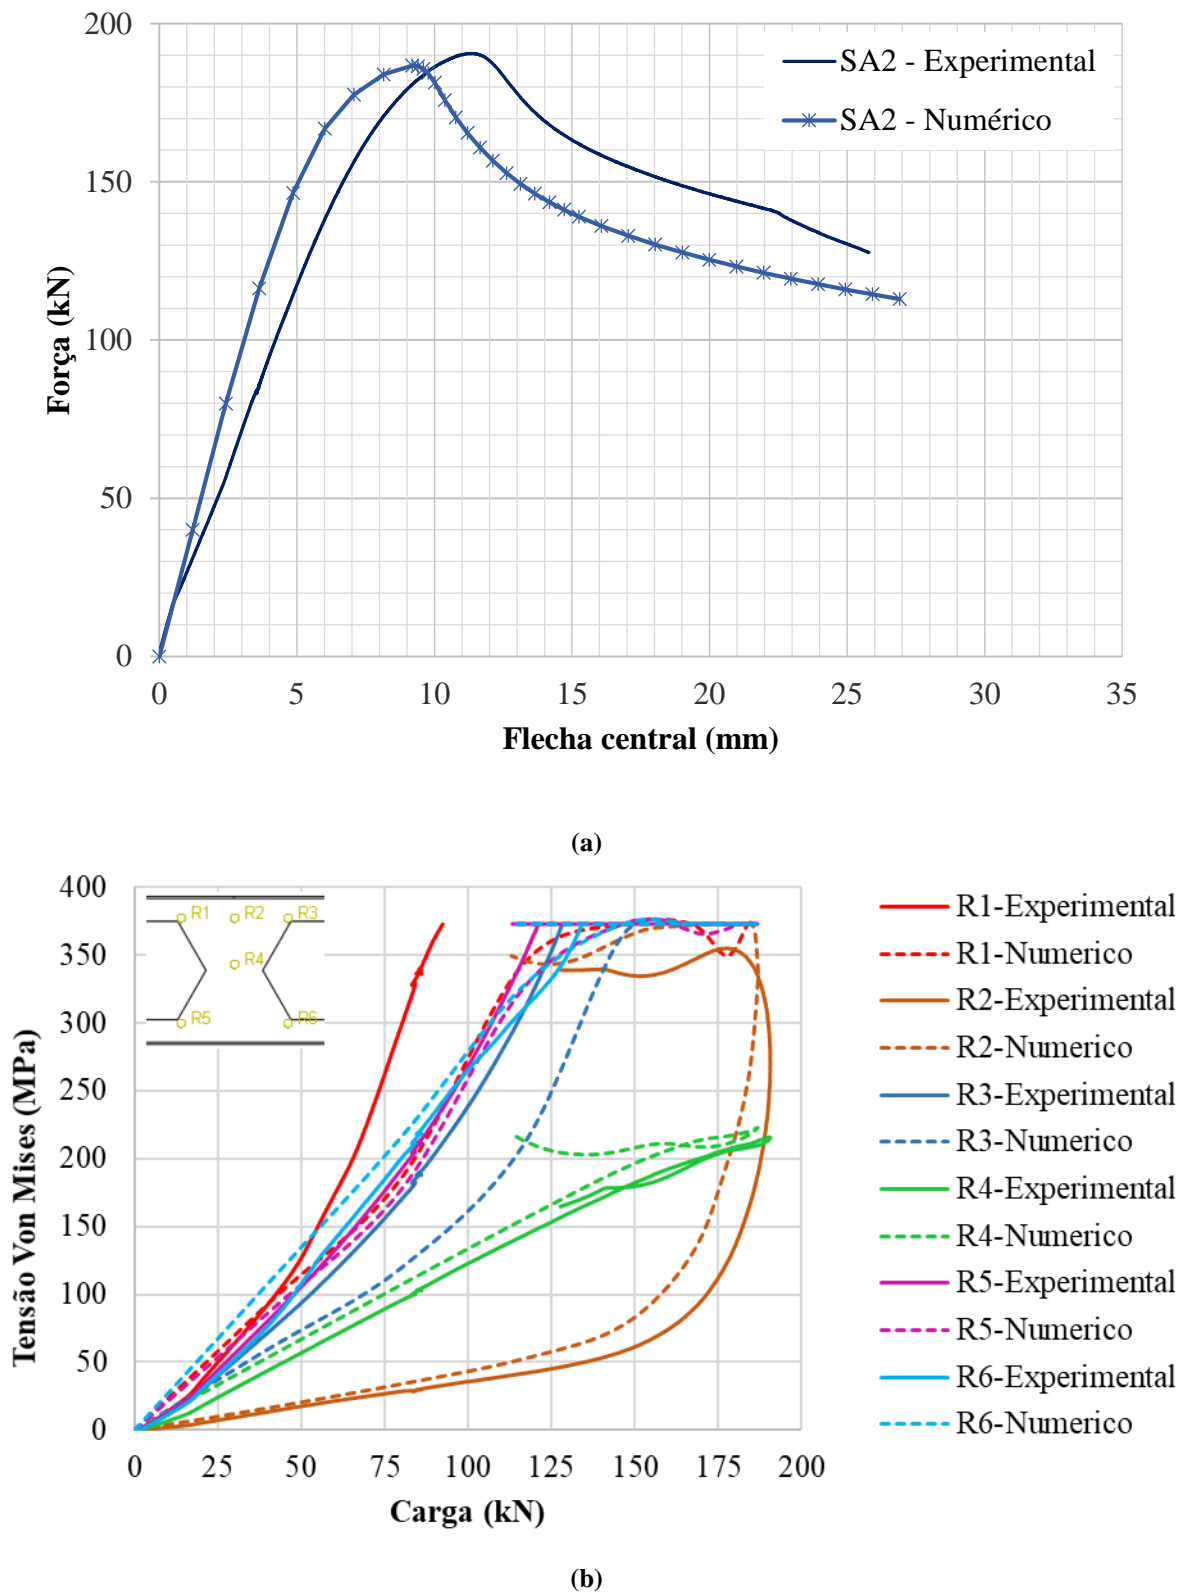 200
150
100
50
0
Força (kN)
SA2 - Experimental
SA2 - Numérico
0 5 10 15 20 25 30 35
Flecha central (mm)
(a)
400
350
300
250
200
150
100
50
0
Tensão Von Mises (MPa)
R1 R2 R3
R4
R5 R6
0 25 50 75 100 125 150 175 200
Carga (kN)
R1-Experimental
R1-Numerico
R2-Experimental
R2-Numerico
R3-Experimental
R3-Numerico
R4-Experimental
R4-Numerico
R5-Experimental
R5-Numerico
R6-Experimental
R6-Numerico
(b)